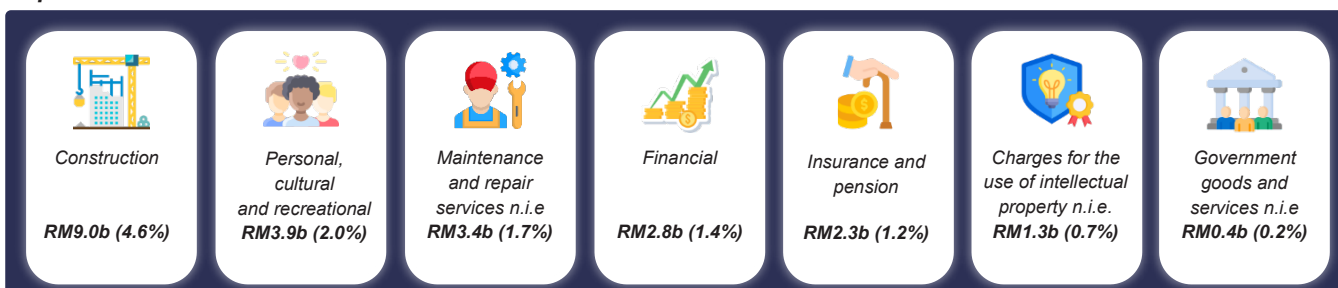 Construction
RM9.0b (4.6%)
Personal,
cultural
and recreational
RM3.9b (2.0%)
Maintenance
and repair
services n.i.e
RM3.4b (1.7%)
Financial
RM2.8b (1.4%)
Insurance and
pension
RM2.3b (1.2%)
Charges for the
use of intellectual
property n.i.e.
RM1.3b (0.7%)
Government
goods and
services n.i.e
RM0.4b (0.2%)